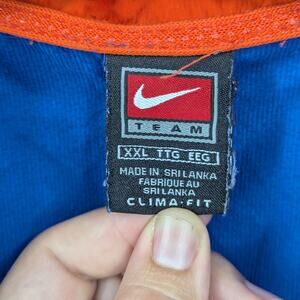 TEAM
XXL TTG EEG
MADE IN SRI LANKA
FABRIQUE AU
SRI LANKA
CLIMA-FIT